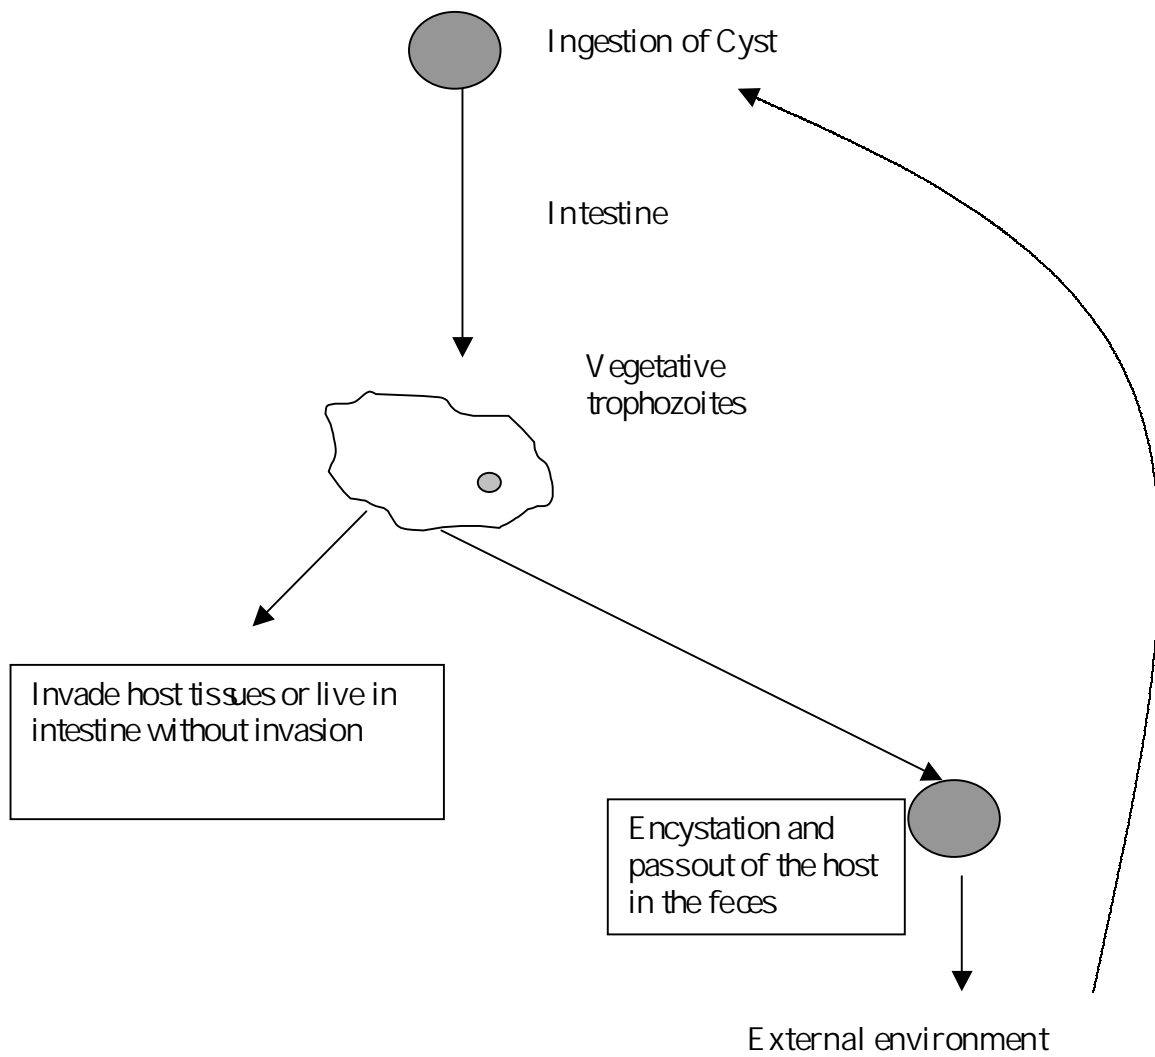 Ingestion of Cyst
Intestine
Vegetative
trophozoites
Invade host tissues or live in
intestine without invasion
Encystation and
passout of the host
in the feces
External environment